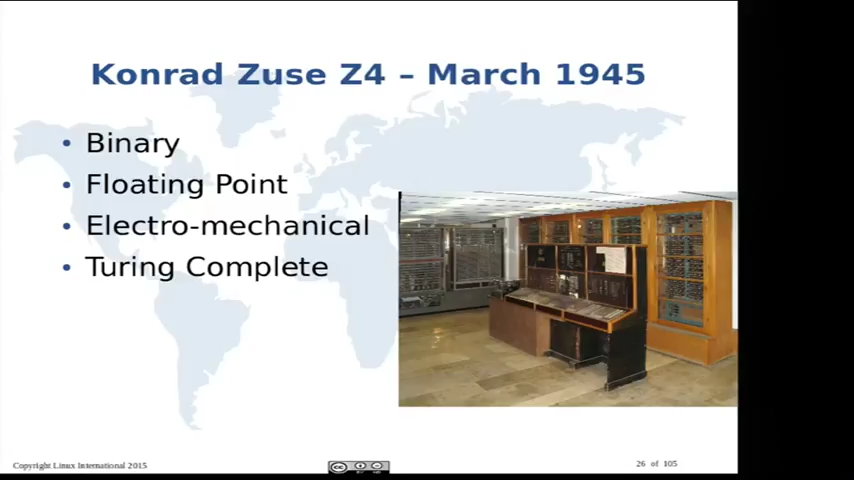 Konrad Zuse Z4 – March 1945
• Binary
• Floating Point
• Electro-mechanical
• Turing Complete
Copyright Linux International 2015
26 of 105